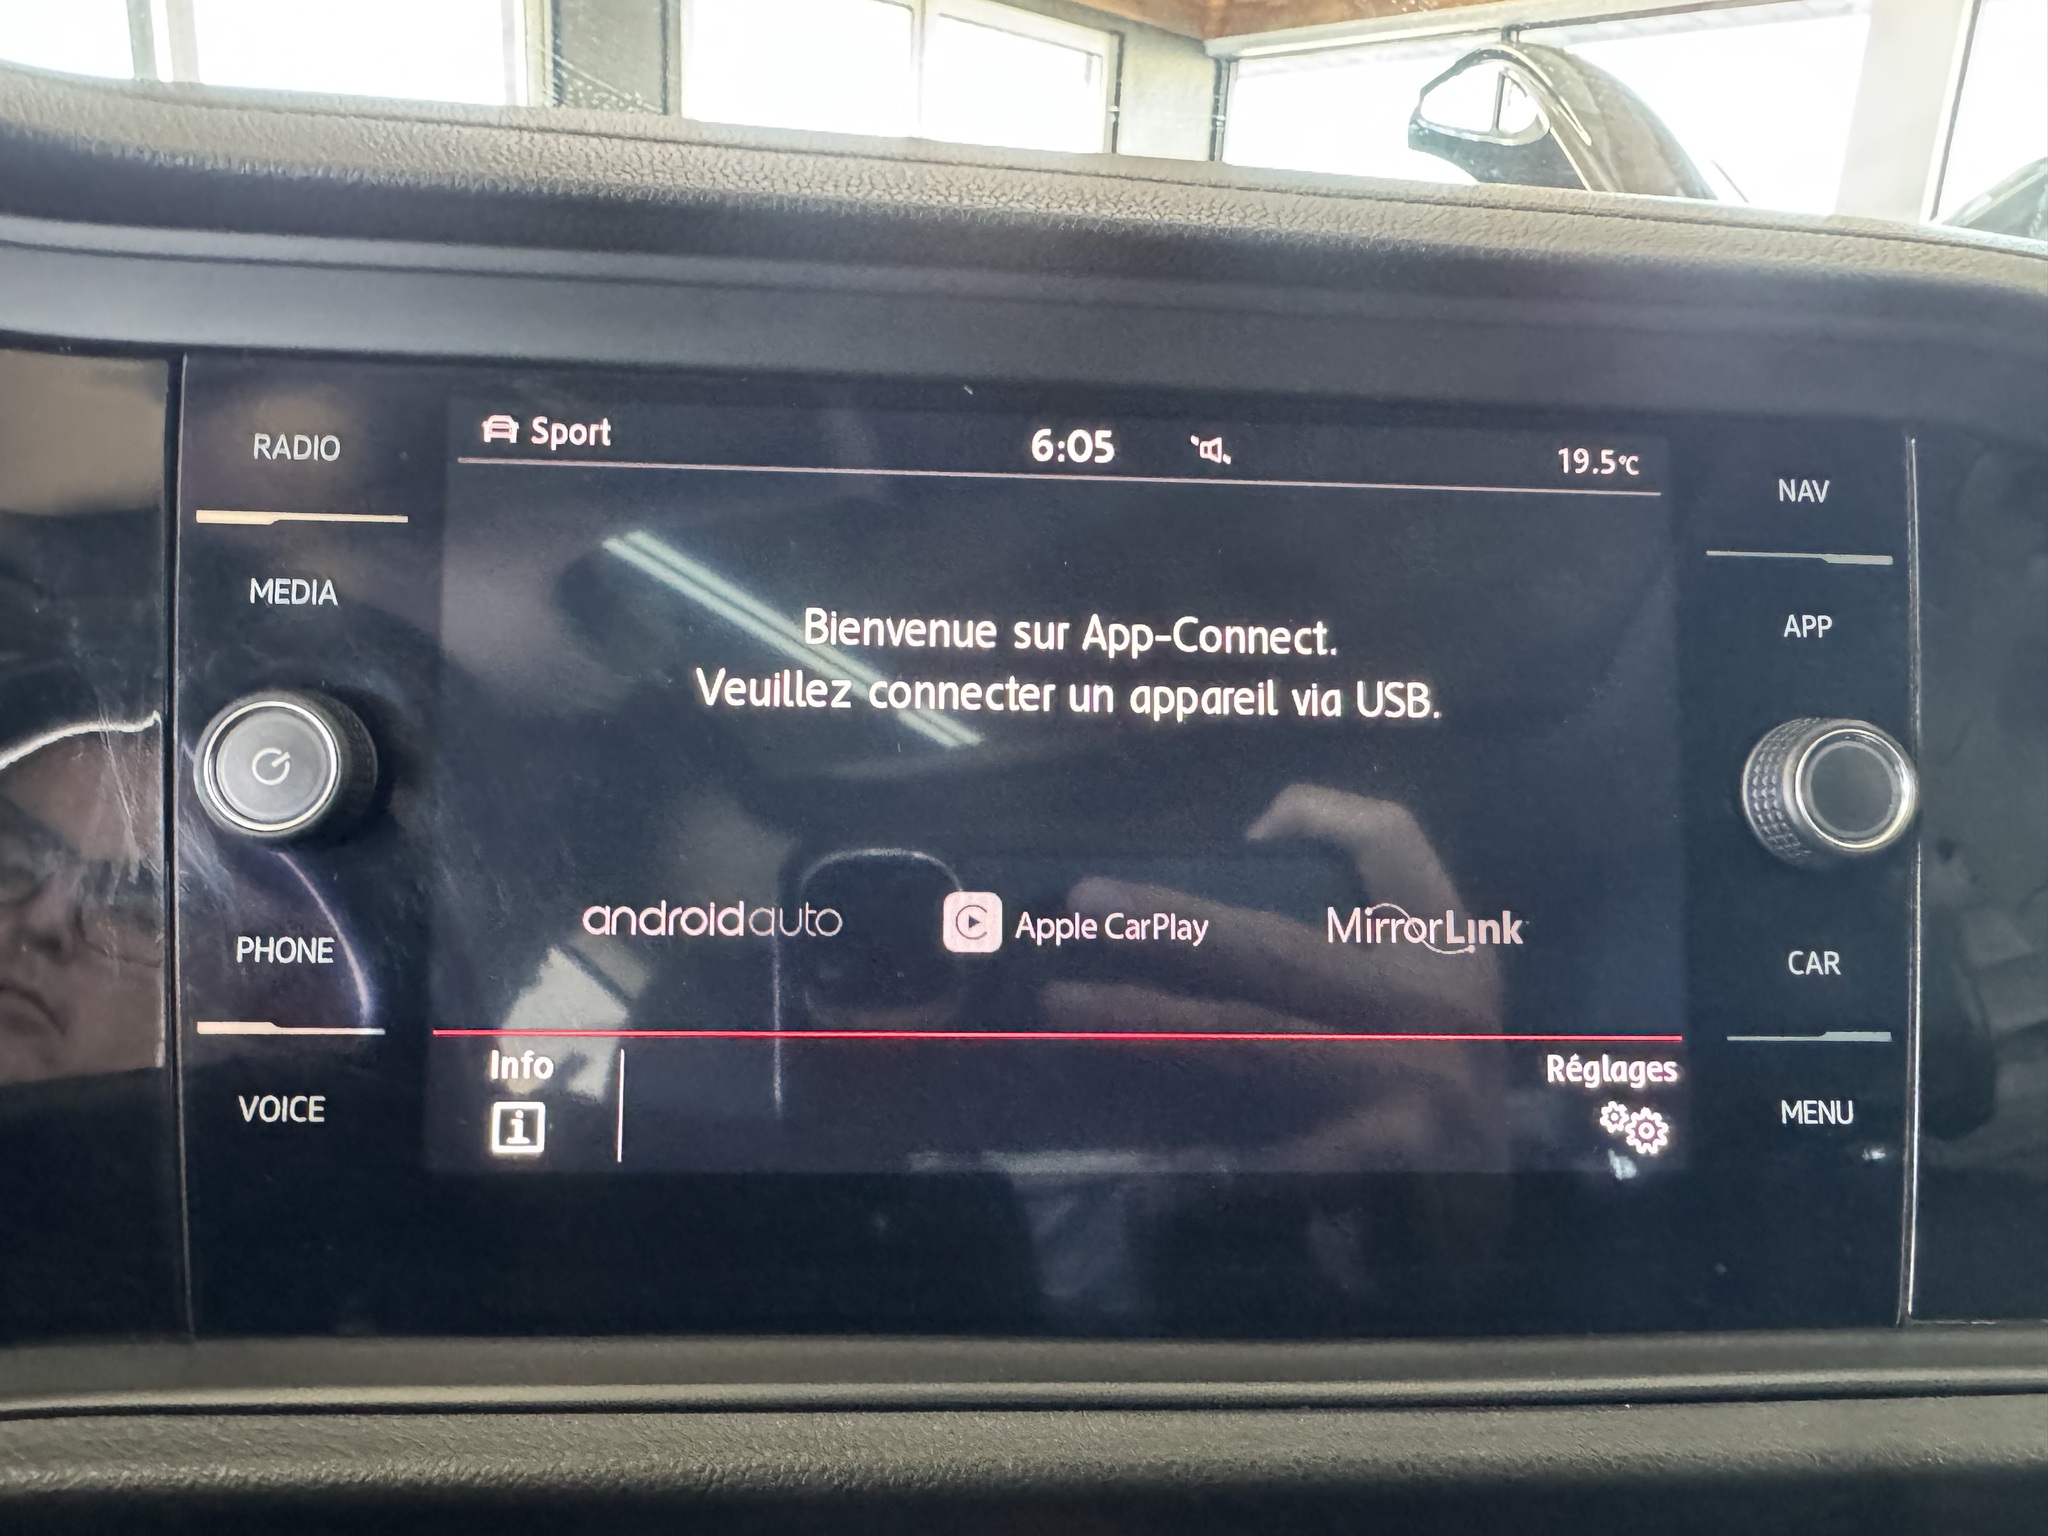 RADIO
MEDIA
PHONE
VOICE
Sport
6:05
19.5°C
Bienvenue sur App-Connect.
Veuillez connecter un appareil via USB.
androidauto
Apple CarPlay
MirrorLink
Info
i
Réglages
NAV
APP
CAR
MENU